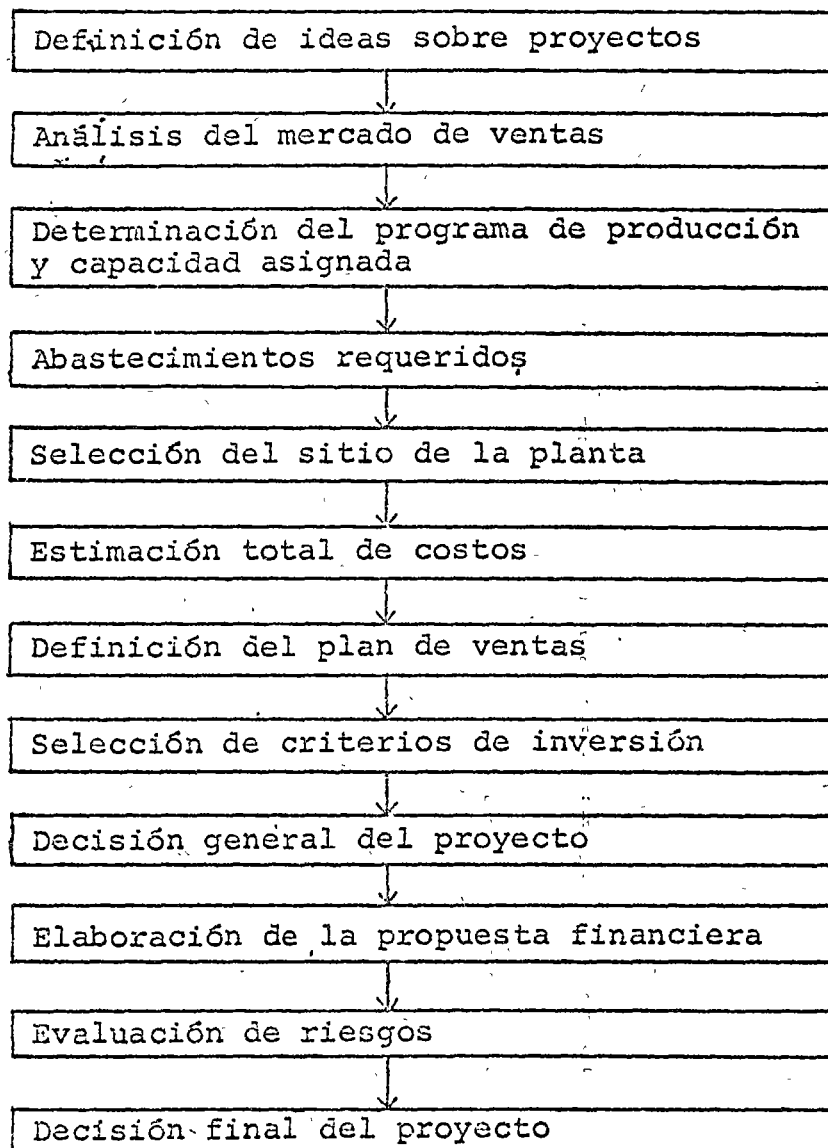 Definición de ideas sobre proyectos
Análisis del mercado de ventas
Determinación del programa de producción
y capacidad asignada
Abastecimientos requeridos
Selección del sitio de la planta
Estimación total de costos
Definición del plan de ventas
Selección de criterios de inversión
Decisión general del proyecto
Elaboración de la propuesta financiera
Evaluación de riesgos
Decisión final del proyecto